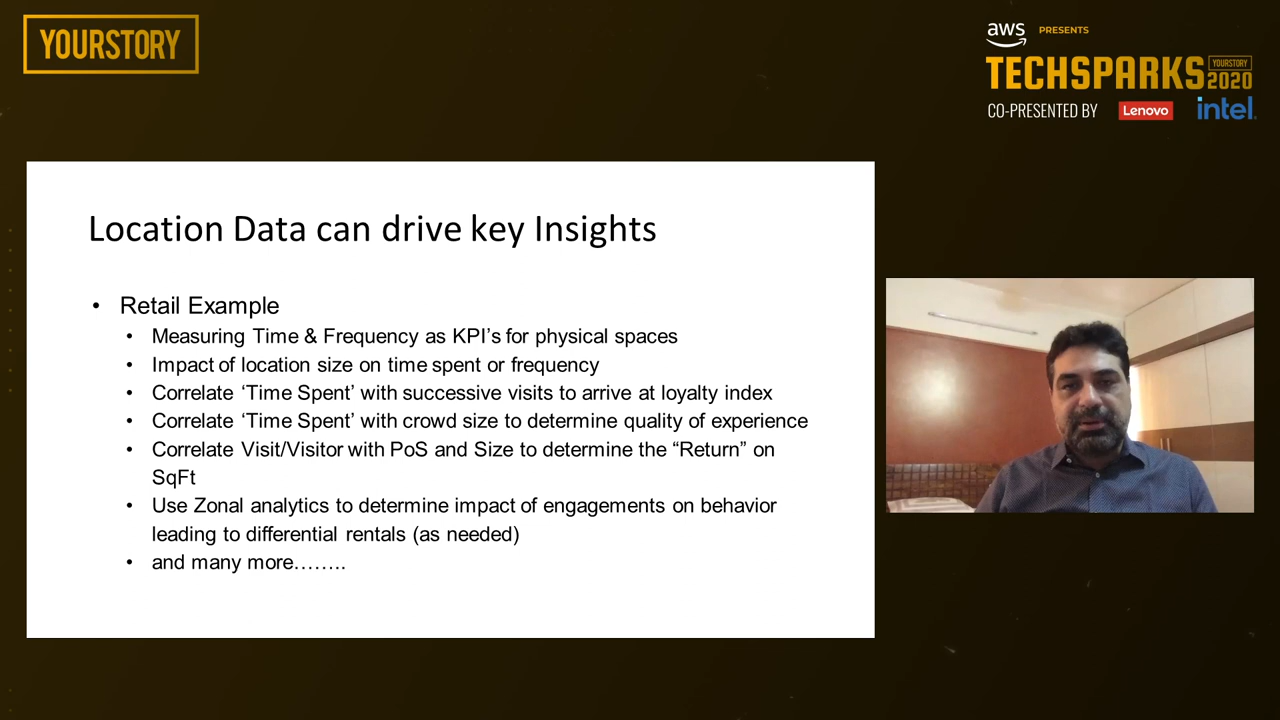 YOURSTORY
aws PRESENTS
TECHSPARKS YOURSTORY 2020
CO-PRESENTED BY Lenovo intel.
Location Data can drive key Insights
• Retail Example
• Measuring Time & Frequency as KPI’s for physical spaces
• Impact of location size on time spent or frequency
• Correlate ‘Time Spent’ with successive visits to arrive at loyalty index
• Correlate ‘Time Spent’ with crowd size to determine quality of experience
• Correlate Visit/Visitor with PoS and Size to determine the “Return” on
SqFt
• Use Zonal analytics to determine impact of engagements on behavior
leading to differential rentals (as needed)
• and many more……..